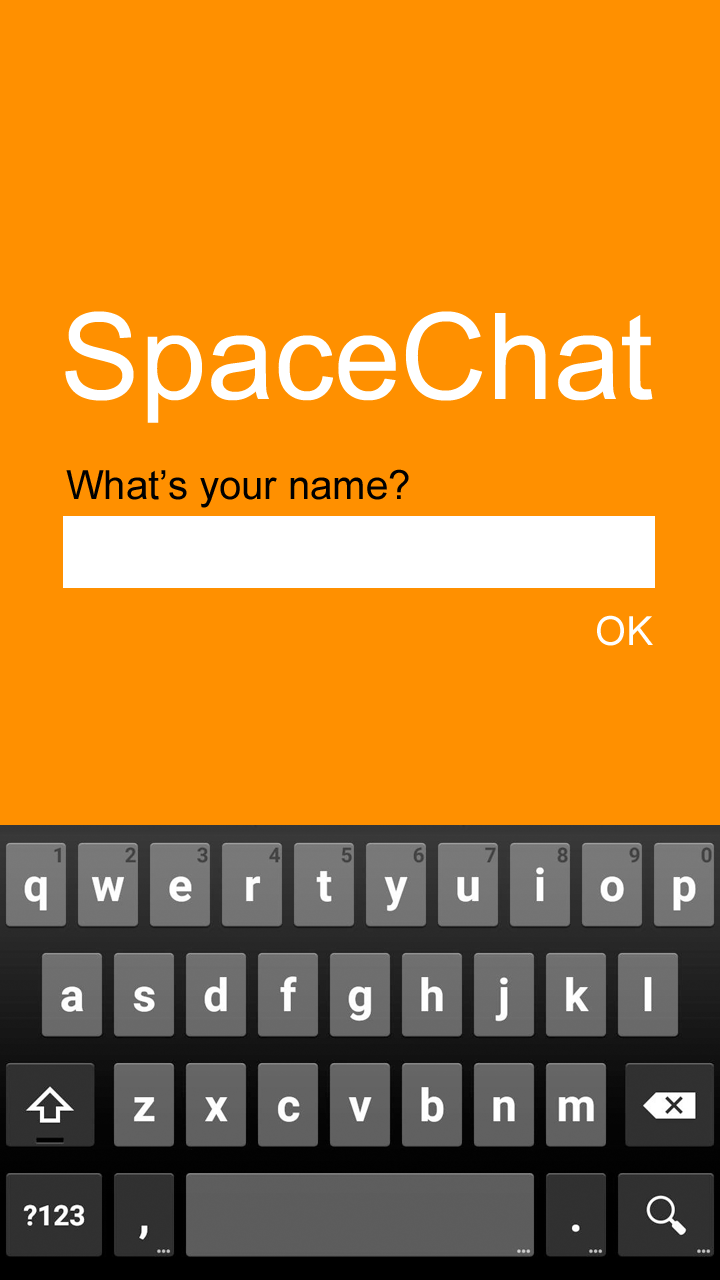 SpaceChat
What's your name?
OK
1 2 3 4 5 6 7 8 9 0
q w e r t y u i o p
a s d f g h j k l
z x c v b n m
?123 , ... ... . ... ...